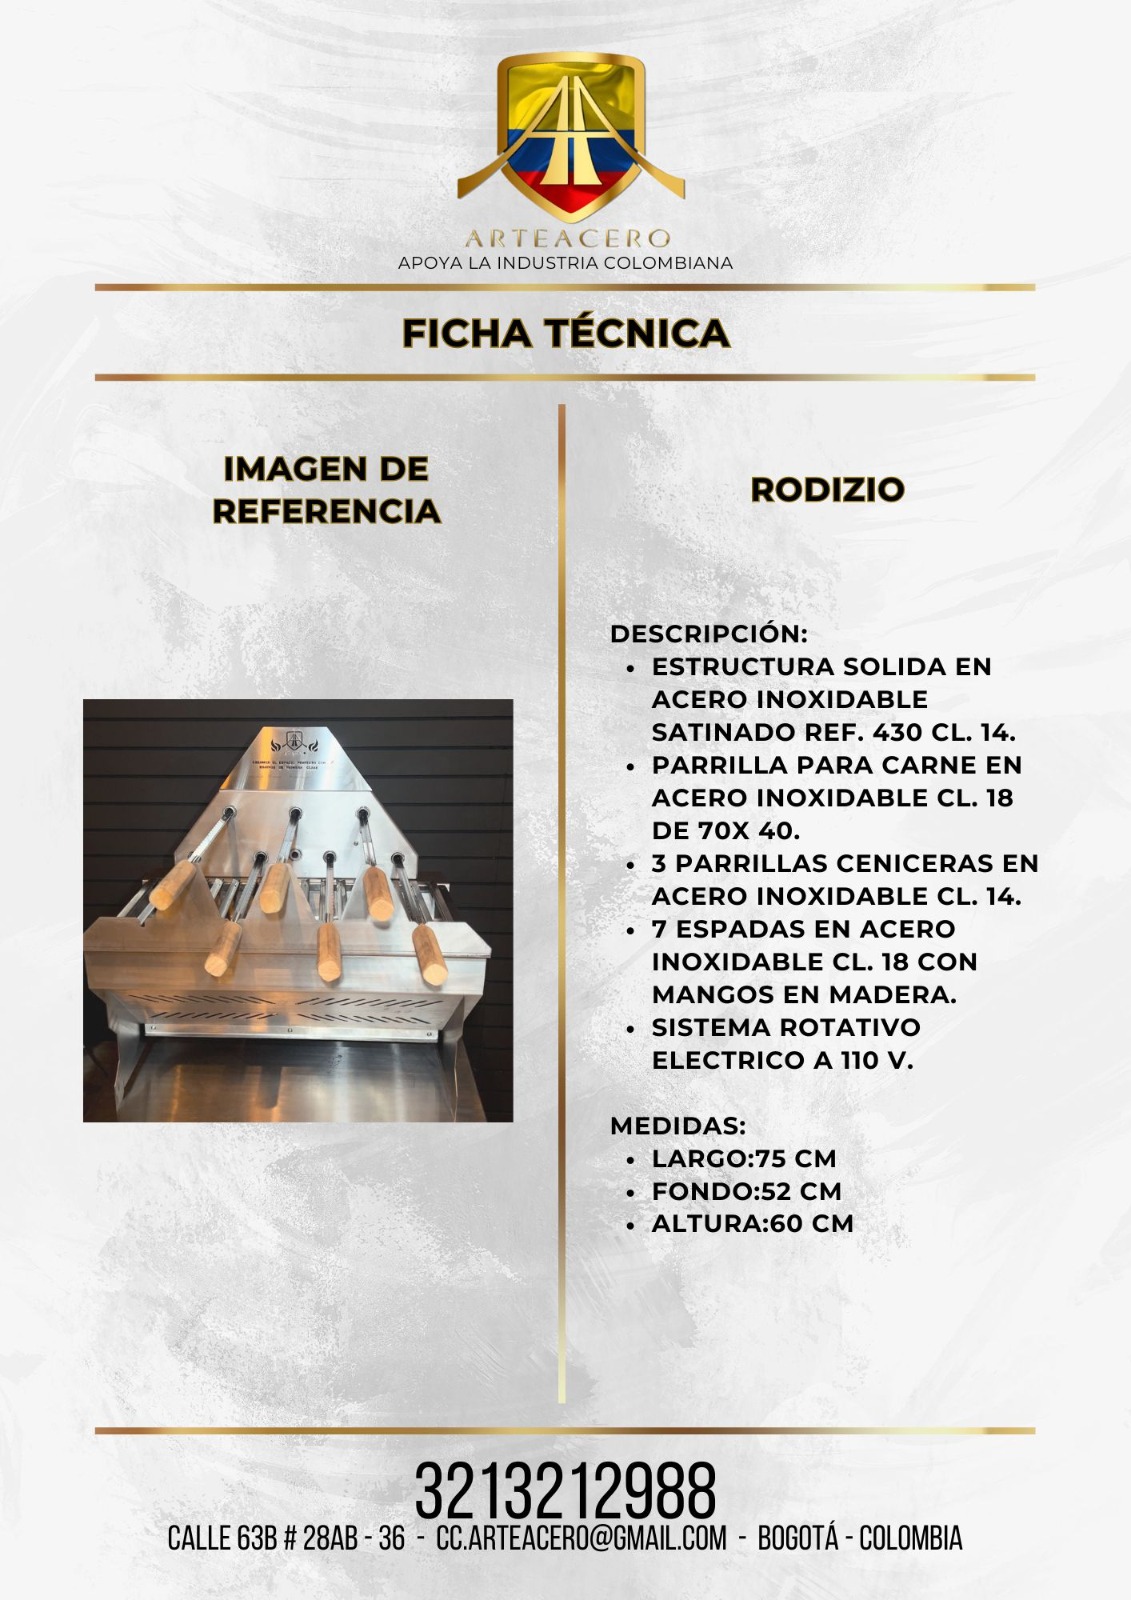 ARTEACERO
APOYA LA INDUSTRIA COLOMBIANA
FICHA TÉCNICA
IMAGEN DE
REFERENCIA
RODIZIO
DESCRIPCIÓN:
• ESTRUCTURA SOLIDA EN
ACERO INOXIDABLE
SATINADO REF. 430 CL. 14.
• PARRILLA PARA CARNE EN
ACERO INOXIDABLE CL. 18
DE 70X 40.
• 3 PARRILLAS CENICERAS EN
ACERO INOXIDABLE CL. 14.
• 7 ESPADAS EN ACERO
INOXIDABLE CL. 18 CON
MANGOS EN MADERA.
• SISTEMA ROTATIVO
ELECTRICO A 110 V.
MEDIDAS:
• LARGO:75 CM
• FONDO:52 CM
• ALTURA:60 CM
3213212988
CALLE 63B # 28AB - 36 - CC.ARTEACERO@GMAIL.COM - BOGOTÁ - COLOMBIA